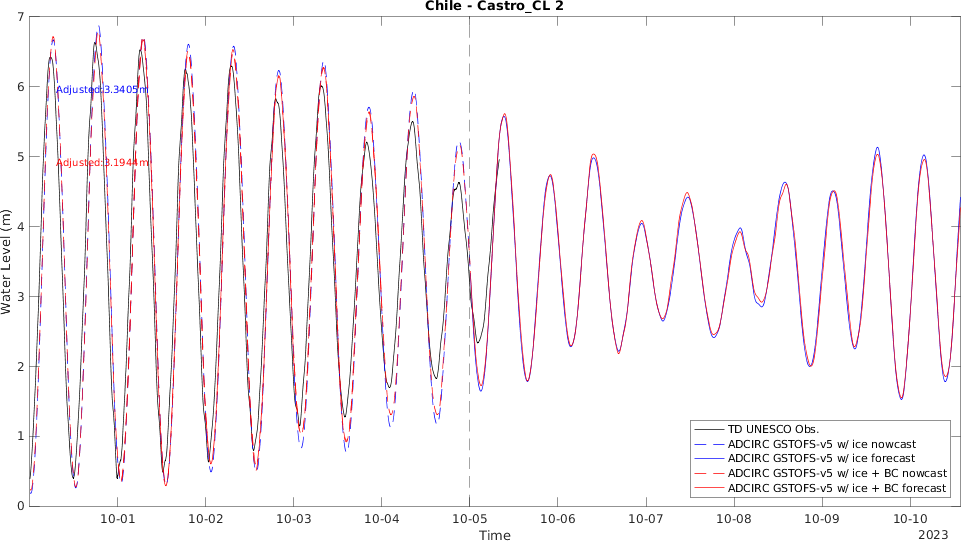 Chile - Castro_CL 2
7
6
5
4
3
2
1
0
Water Level (m)
Adjusted:3.3405m
Adjusted:3.1944m
TD UNESCO Obs.
ADCIRC GSTOFS-v5 w/ ice nowcast
ADCIRC GSTOFS-v5 w/ ice forecast
ADCIRC GSTOFS-v5 w/ ice + BC nowcast
ADCIRC GSTOFS-v5 w/ ice + BC forecast
10-01 10-02 10-03 10-04 10-05 10-06 10-07 10-08 10-09 10-10
Time
2023